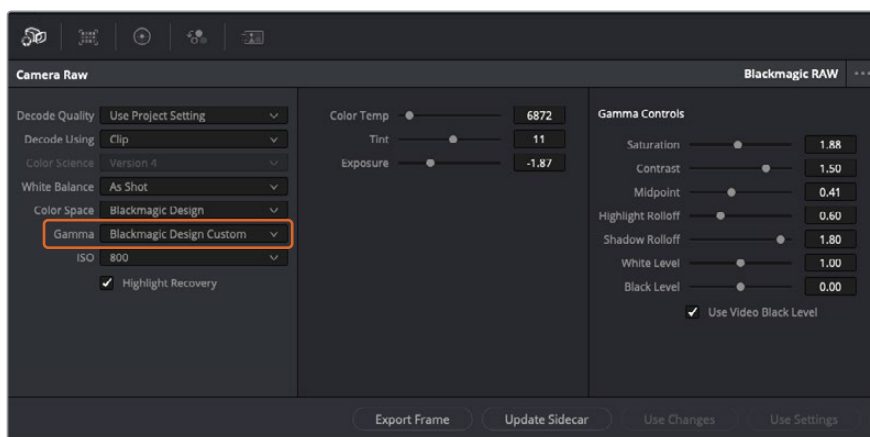 Camera Raw
Blackmagic RAW
Decode Quality Use Project Setting
Decode Using Clip
Color Science Version 4
White Balance As Shot
Color Space Blackmagic Design
Gamma Blackmagic Design Custom
ISO 800
Highlight Recovery
Color Temp 6872
Tint 11
Exposure -1.87
Gamma Controls
Saturation 1.88
Contrast 1.50
Midpoint 0.41
Highlight Rolloff 0.60
Shadow Rolloff 1.80
White Level 1.00
Black Level 0.00
Use Video Black Level
Export Frame
Update Sidecar
Use Changes
Use Settings